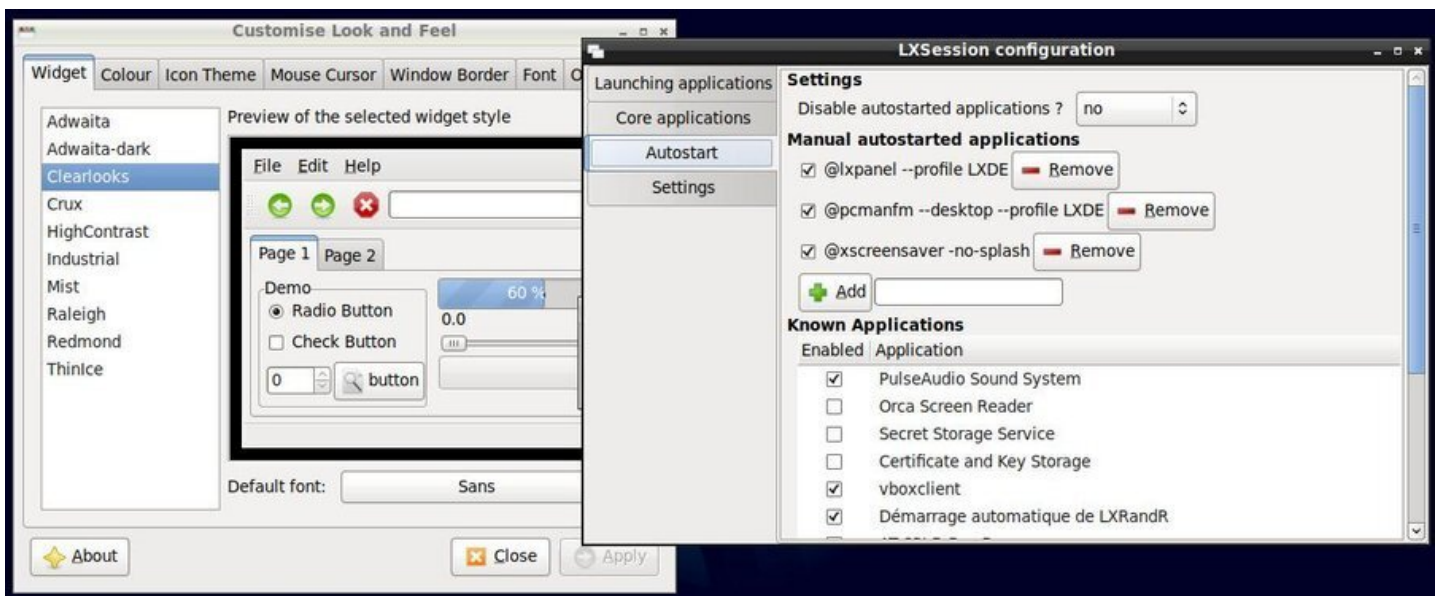 Customise Look and Feel
Widget Colour Icon Theme Mouse Cursor Window Border Font O
Adwaita
Adwaita-dark
Clearlooks
Crux
HighContrast
Industrial
Mist
Raleigh
Redmond
ThinIce
Preview of the selected widget style
File Edit Help
Page 1 Page 2
Demo
Radio Button
Check Button
0
button
60 %
0.0
Default font: Sans
About
Close
Apply
LXSession configuration
Launching applications
Core applications
Autostart
Settings
Settings
Disable autostarted applications ? no
Manual autostarted applications
@lxpanel --profile LXDE Remove
@pcmanfm --desktop --profile LXDE Remove
@xscreensaver -no-splash Remove
Add
Known Applications
Enabled Application
PulseAudio Sound System
Orca Screen Reader
Secret Storage Service
Certificate and Key Storage
vboxclient
Démarrage automatique de LXRandR